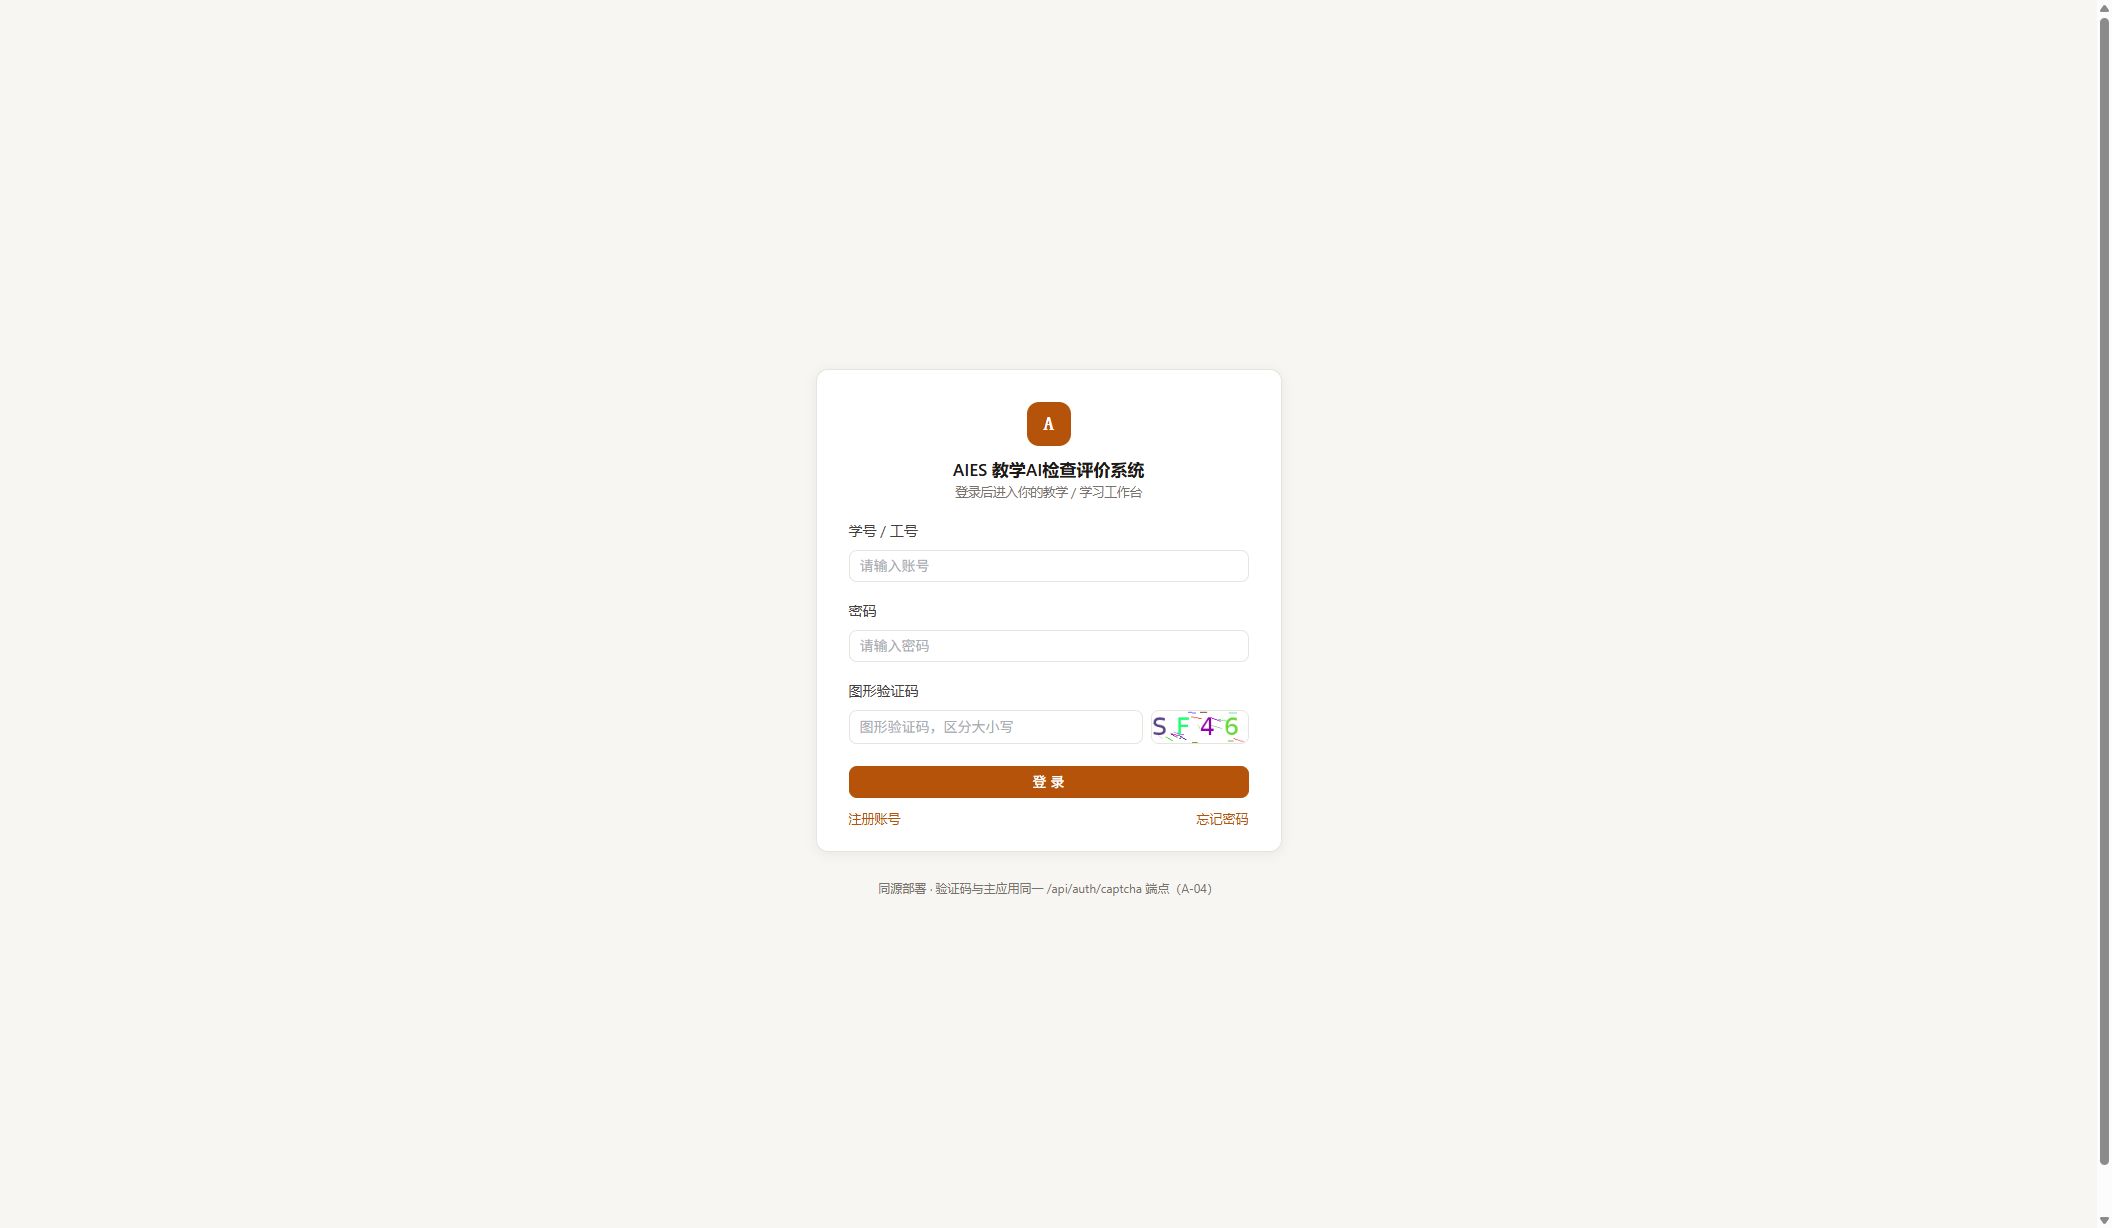 A
AIES 教学AI检查评价系统
登录后进入你的教学 / 学习工作台
学号 / 工号
请输入账号
密码
请输入密码
图形验证码
图形验证码，区分大小写
S F 4 6
登 录
注册账号 忘记密码
同源部署 · 验证码与主应用同一 /api/auth/captcha 端点（A-04）